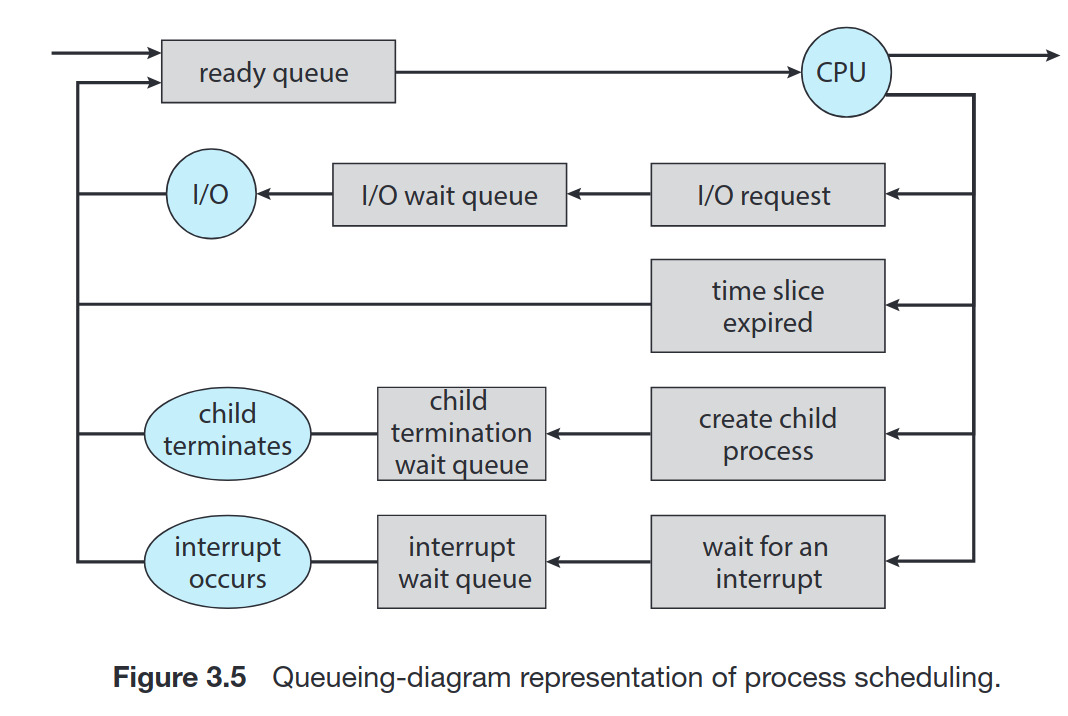 ready queue
CPU
I/O
I/O wait queue
I/O request
time slice
expired
child
terminates
child
termination
wait queue
create child
process
interrupt
occurs
interrupt
wait queue
wait for an
interrupt
Figure 3.5 Queueing-diagram representation of process scheduling.